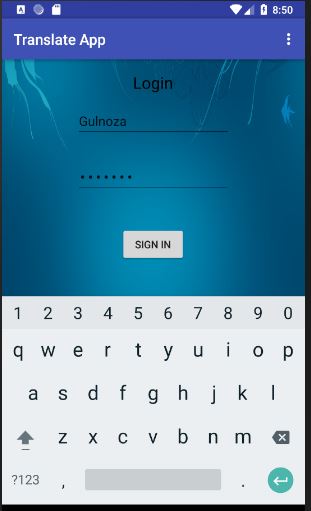 8:50
Translate App
Login
Gulnoza
•••••••
SIGN IN
1 2 3 4 5 6 7 8 9 0
q w e r t y u i o p
a s d f g h j k l
z x c v b n m
?123 , .